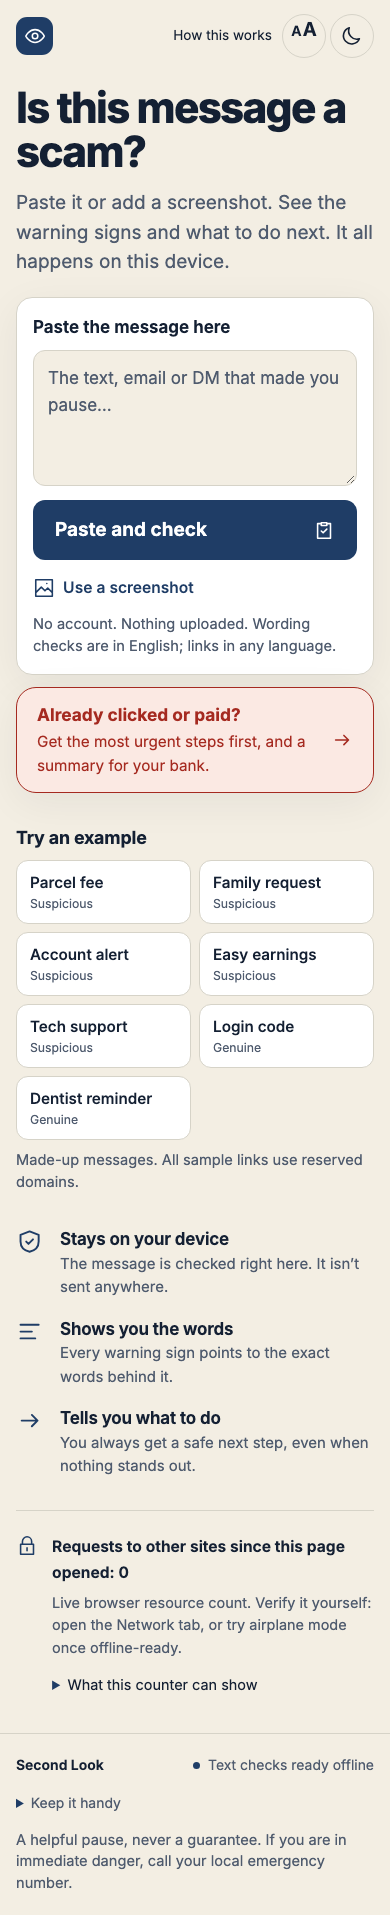 How works
AA
Is this message a
scam?
Paste it or add a screenshot. See the
warning signs and what to do next. It all
happens on this device.
Paste the message here
The text, email or DM that made you
pause...
Paste and check
Use a screenshot
No account. Nothing uploaded. Wording
checks are in English; links in any language.
Already clicked or paid?
Get the most urgent steps first, and a
summary for your bank.
Try an example
Parcel fee
Suspicious
Family request
Suspicious
Account alert
Suspicious
Easy earnings
Suspicious
Tech support
Suspicious
Login code
Genuine
Dentist reminder
Genuine
Made-up messages. All sample links use reserved
domains.
Stays on your device
The message is checked right here. It isn’t
sent anywhere.
Shows you the words
Every warning sign points to the exact
words behind it.
Tells you what to do
You always get a safe next step, even when
nothing stands out.
Requests to other sites since this page
opened: 0
Live browser resource count. Verify it yourself:
open the Network tab, or try airplane mode
once offline-ready.
What this counter can show
Second Look
Text checks ready offline
Keep it handy
A helpful pause, never a guarantee. If you are in
immediate danger, call your local emergency
number.